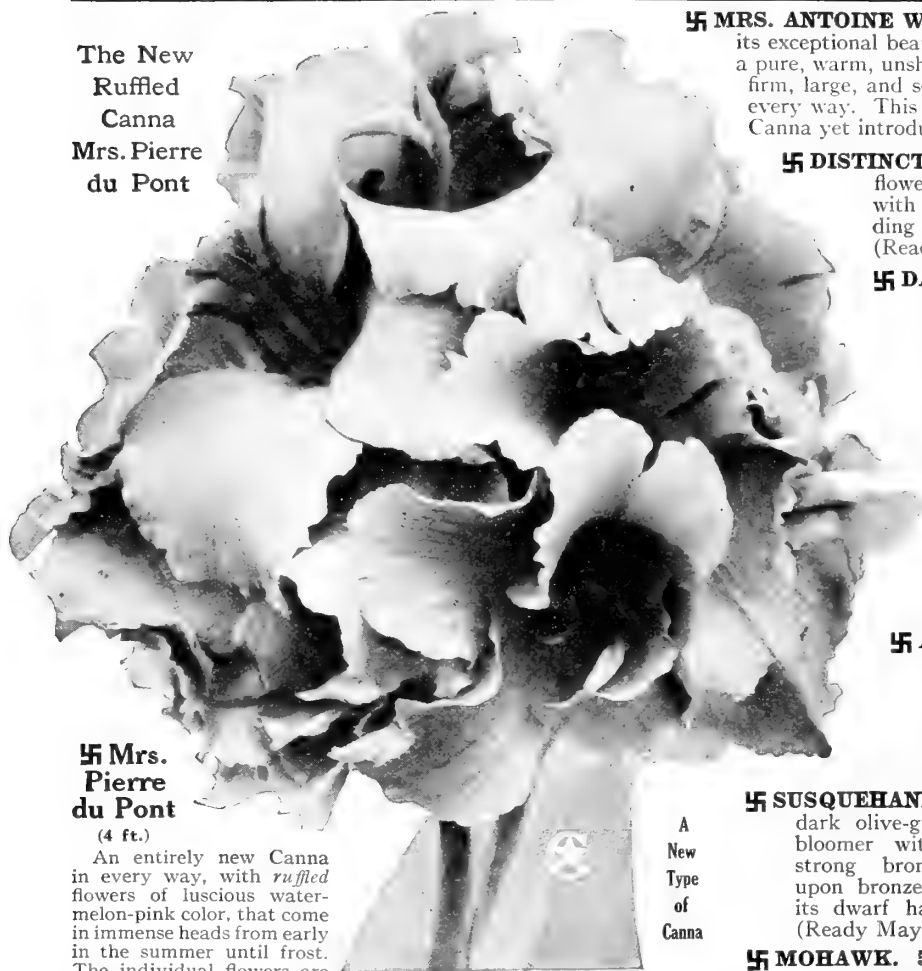 The New
Ruffled
Canna
Mrs. Pierre
du Pont
卐 MRS. ANTOINE W
its exceptional bea
a pure, warm, unsh
firm, large, and s
every way. This
Canna yet introdu
卐 DISTINCT
flowe
with
ding
(Rea
卐 D
卐
卐 Mrs.
Pierre
du Pont
(4 ft.)
An entirely new Canna
in every way, with ruffled
flowers of luscious water-
melon-pink color, that come
in immense heads from early
in the summer until frost.
The individual flowers are
A
New
Type
of
Canna
卐 SUSQUEHAN
dark olive-g
bloomer wit
strong bron
upon bronze
its dwarf ha
(Ready May
卐 MOHAWK.